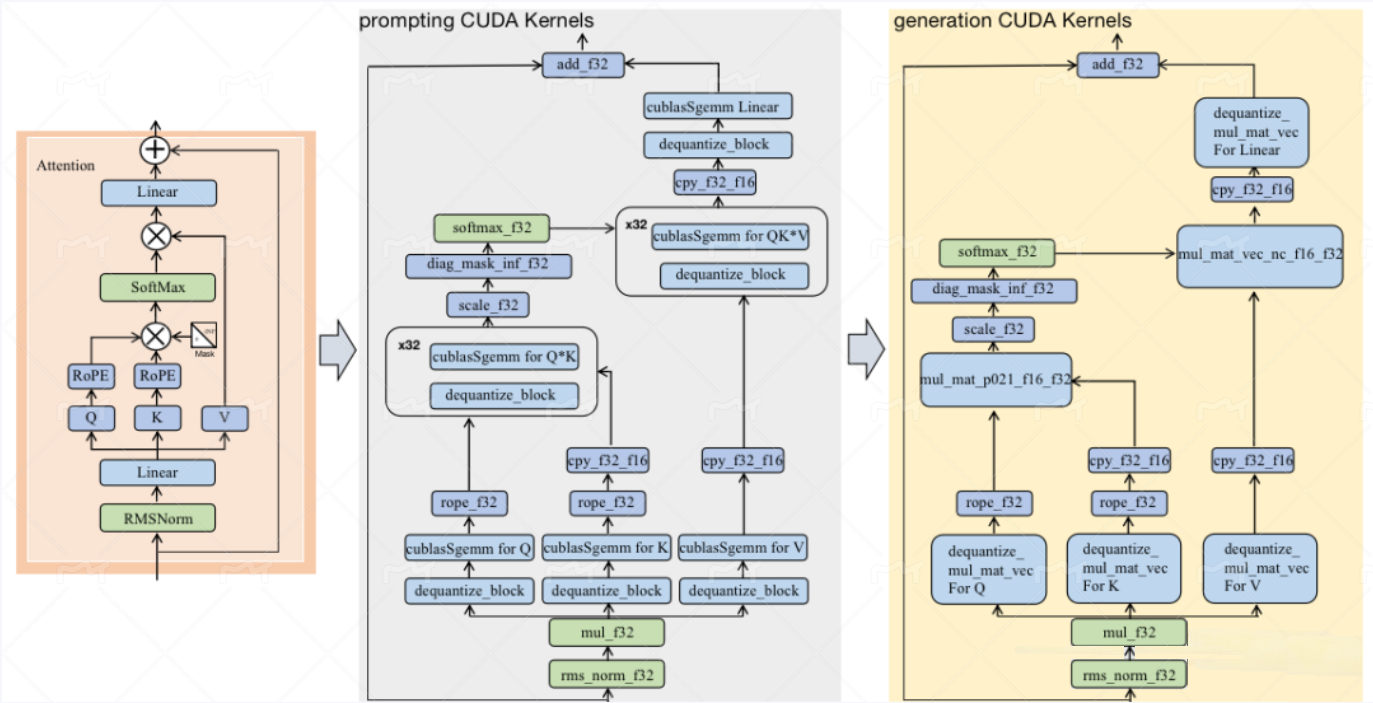 Attention
Linear
SoftMax
Mask
RoPE
RoPE
Q
K
V
Linear
RMSNorm
prompting CUDA Kernels
add_f32
cublasSgemm Linear
dequantize_block
cpy_f32_f16
softmax_f32
x32
cublasSgemm for QK*V
diag_mask_inf_f32
dequantize_block
scale_f32
x32
cublasSgemm for Q*K
dequantize_block
cpy_f32_f16
cpy_f32_f16
rope_f32
rope_f32
cublasSgemm for Q
cublasSgemm for K
cublasSgemm for V
dequantize_block
dequantize_block
dequantize_block
mul_f32
rms_norm_f32
generation CUDA Kernels
add_f32
dequantize_
mul_mat_vec
For Linear
cpy_f32_f16
softmax_f32
mul_mat_vec_nc_f16_f32
diag_mask_inf_f32
scale_f32
mul_mat_p021_f16_f32
cpy_f32_f16
cpy_f32_f16
rope_f32
rope_f32
dequantize_
mul_mat_vec
For Q
dequantize_
mul_mat_vec
For K
dequantize_
mul_mat_vec
For V
mul_f32
rms_norm_f32